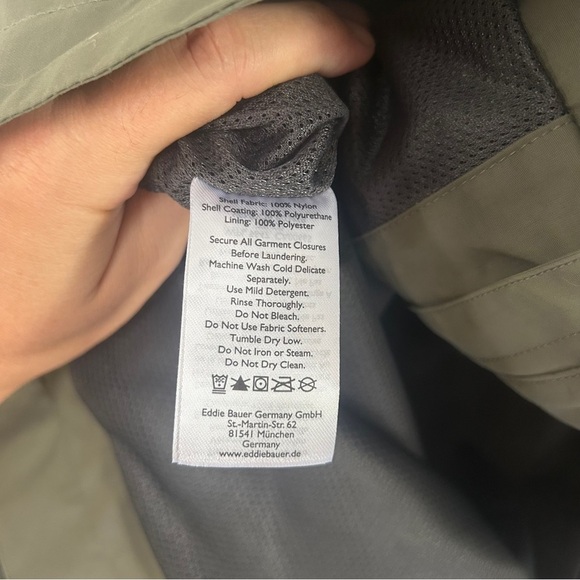 Shell Fabric: 100% Nylon
Shell Coating: 100% Polyurethane
Lining: 100% Polyester
Secure All Garment Closures
Before Laundering.
Machine Wash Cold Delicate
Separately.
Use Mild Detergent.
Rinse Thoroughly.
Do Not Bleach.
Do Not Use Fabric Softeners.
Tumble Dry Low.
Do Not Iron or Steam.
Do Not Dry Clean.
Eddie Bauer Germany GmbH
St.-Martin-Str. 62
81541 München
Germany
www.eddiebauer.de